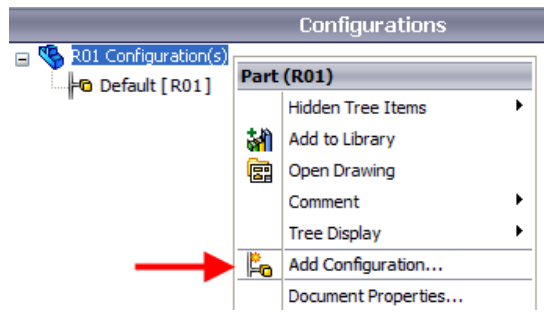 Configurations
R01 Configuration(s)
Default [R01]
Part (R01)
Hidden Tree Items
Add to Library
Open Drawing
Comment
Tree Display
Add Configuration...
Document Properties...